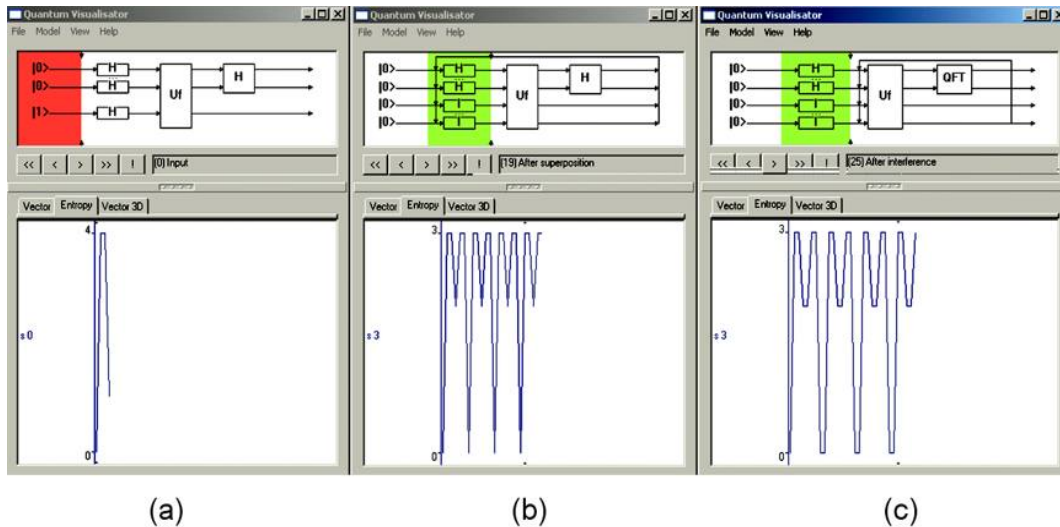 Quantum Visualisator
File Model View Help
|0> H
...
|0> H
Uf
H
|1> H
<< < > >> ! (0) Input
Vector Entropy Vector 3D
4
s 0
0
(a)
Quantum Visualisator
File Model View Help
|0> H
...
|0> H
|0> I
...
|0> I
Uf
H
<< < > >> ! (19) After superposition
Vector Entropy Vector 3D
3
s 3
0
(b)
Quantum Visualisator
File Model View Help
|0> H
...
|0> H
|0> I
...
|0> I
Uf
QFT
<< < > >> ! (25) After interference
Vector Entropy Vector 3D
3
s 3
0
(c)